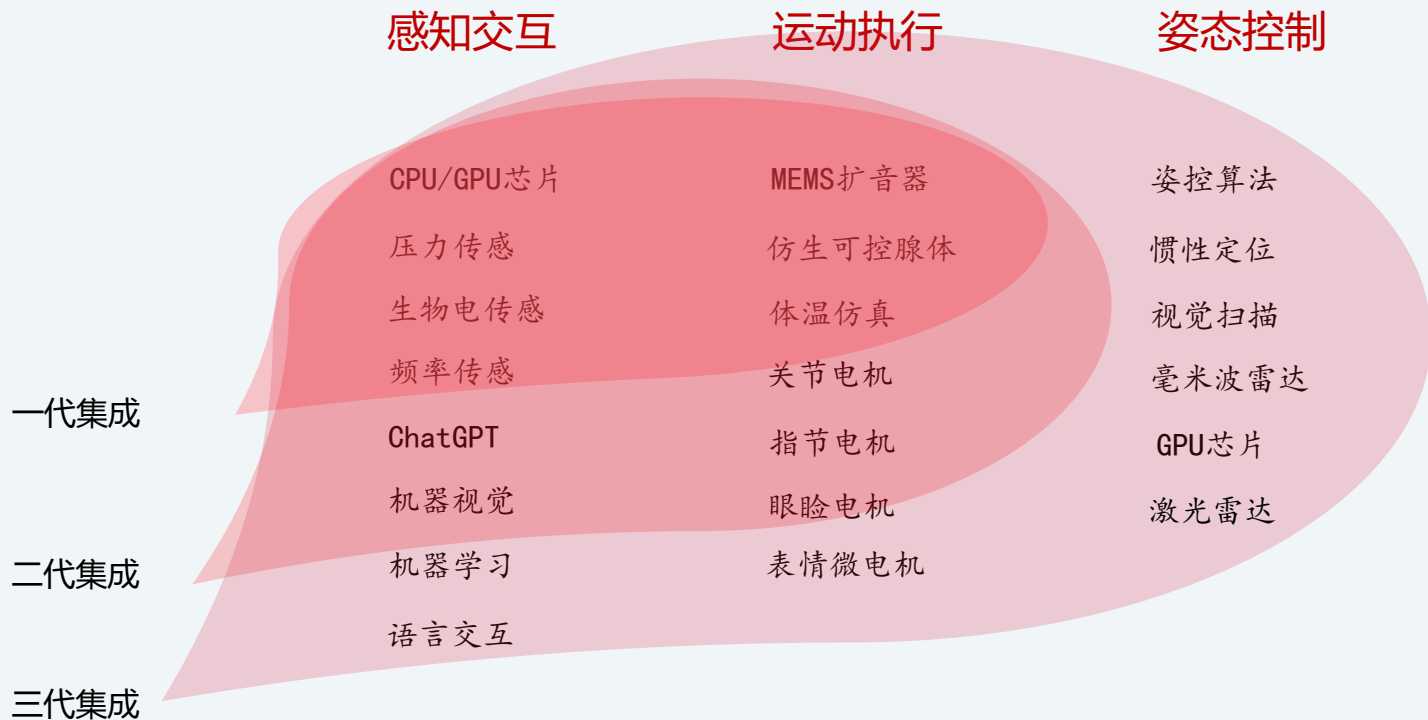 感知交互 运动执行 姿态控制
CPU/GPU芯片 MEMS扩音器 姿控算法
压力传感 仿生可控腺体 惯性定位
生物电传感 体温仿真 视觉扫描
频率传感 关节电机 毫米波雷达
一代集成
ChatGPT 指节电机 GPU芯片
机器视觉 眼睑电机 激光雷达
二代集成 机器学习 表情微电机
语言交互
三代集成